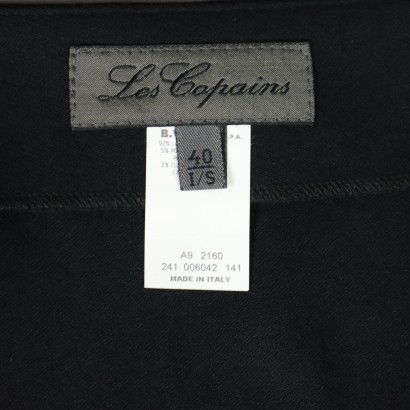 Les Copains
B.
40
I/S
A9 2160
241 006042 141
MADE IN ITALY